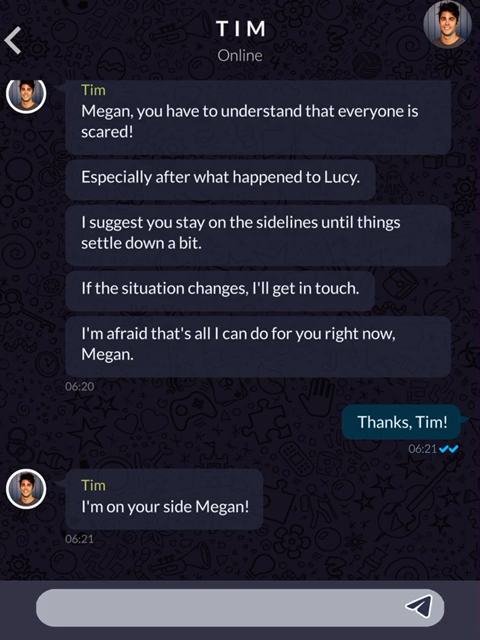 TIM
Online
Tim
Megan, you have to understand that everyone is
scared!
Especially after what happened to Lucy.
I suggest you stay on the sidelines until things
settle down a bit.
If the situation changes, I'll get in touch.
I'm afraid that's all I can do for you right now,
Megan.
06:20
Thanks, Tim!
06:21
Tim
I'm on your side Megan!
06:21